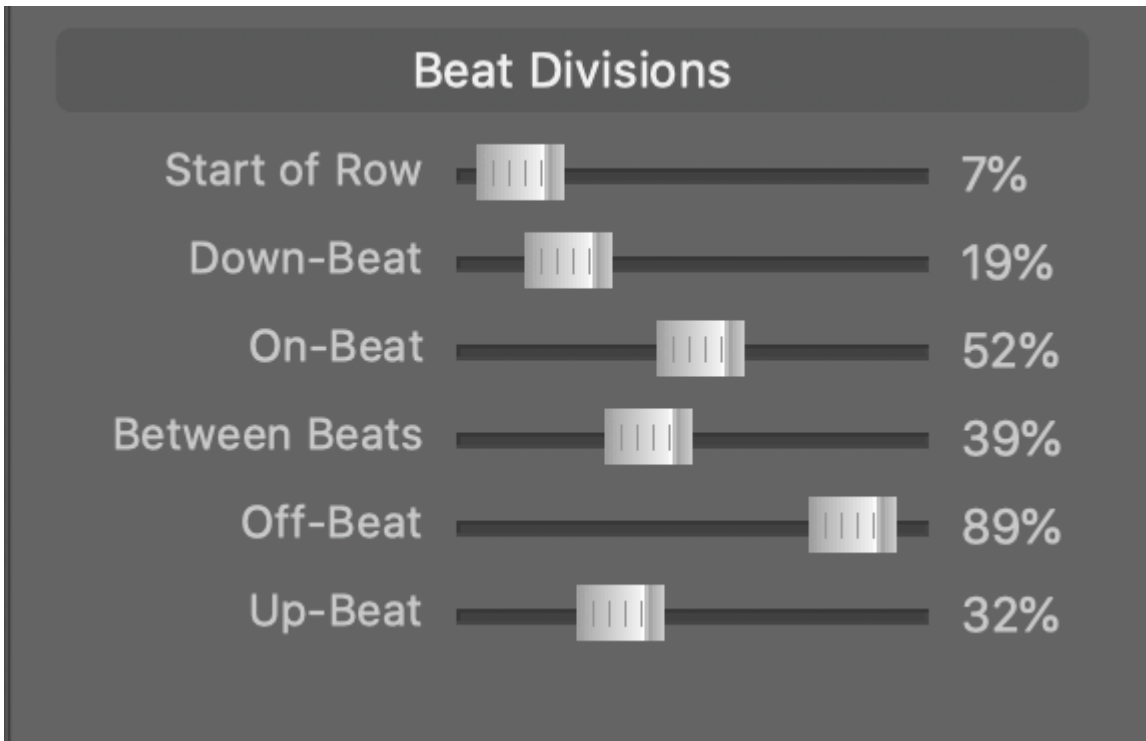 Beat Divisions
Start of Row 7%
Down-Beat 19%
On-Beat 52%
Between Beats 39%
Off-Beat 89%
Up-Beat 32%